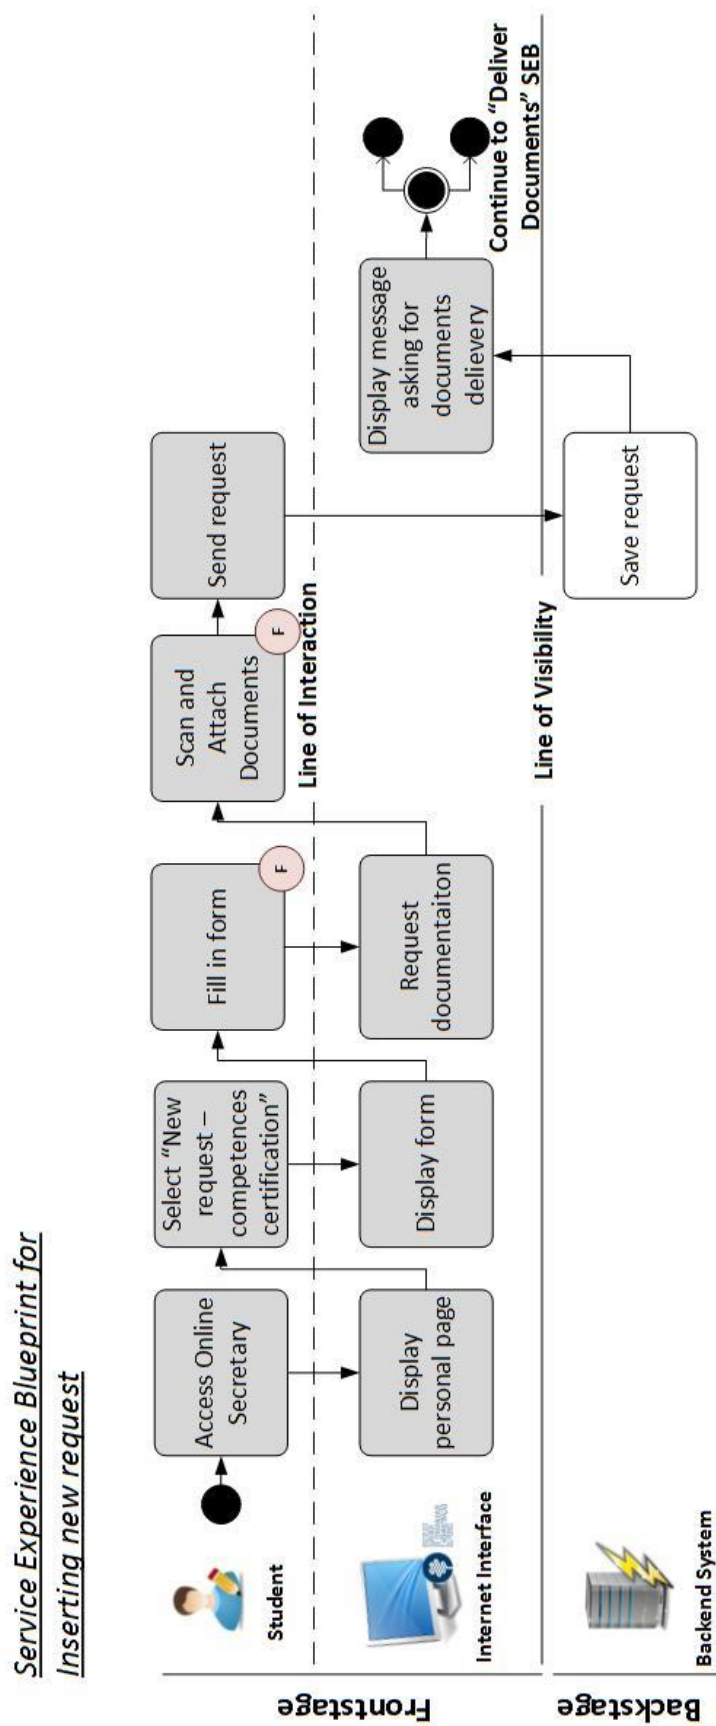 Service Experience Blueprint for
Inserting new request
Frontstage
Student
Access Online
Secretary
Select “New
request –
competences
certification”
Fill in form
F
Scan and
Attach
Documents
F
Send request
Line of Interaction
Internet Interface
Display
personal page
Display form
Request
documentaiton
Display message
asking for
documents
delievery
Continue to “Deliver
Documents” SEB
Line of Visibility
Backstage
Backend System
Save request